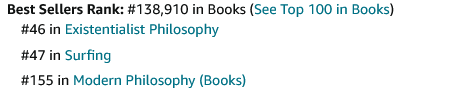 Best Sellers Rank: #138,910 in Books (See Top 100 in Books)
#46 in Existentialist Philosophy
#47 in Surfing
#155 in Modern Philosophy (Books)